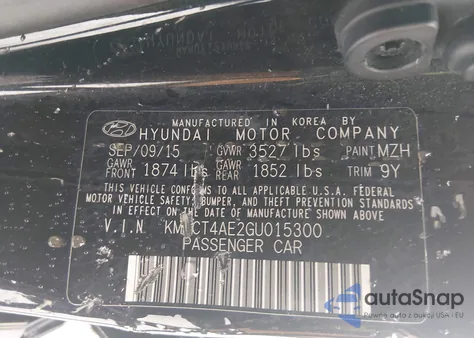 MANUFACTURED IN KOREA BY
HYUNDAI MOTOR COMPANY
SEP/09/15 GVWR 3527 lbs PAINT MZH
GAWR FRONT 1874 lbs GAWR REAR 1852 lbs TRIM 9Y
THIS VEHICLE CONFORMS TO ALL APPLICABLE U.S.A. FEDERAL
MOTOR VEHICLE SAFETY, BUMPER, AND THEFT PREVENTION STANDARDS
IN EFFECT ON THE DATE OF MANUFACTURE SHOWN ABOVE.
V.I.N
PASSENGER CAR
autoSnap